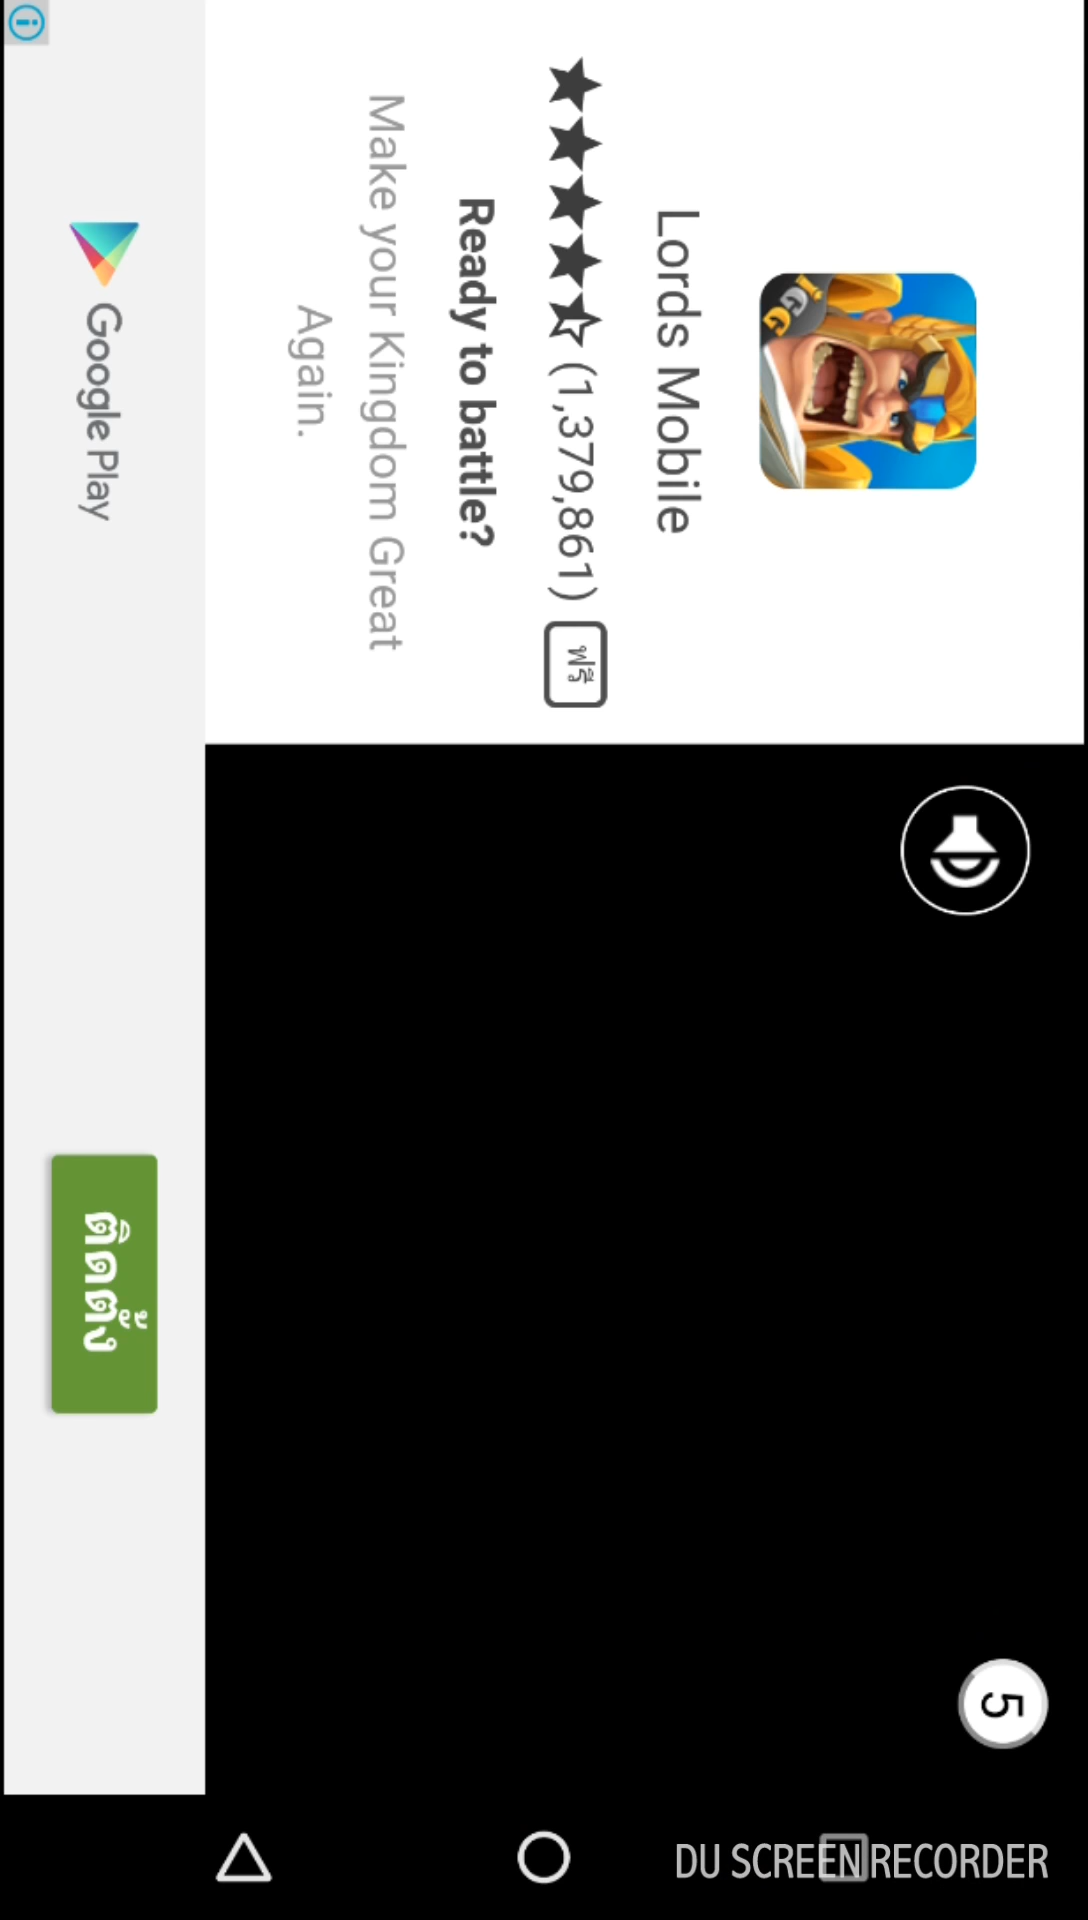 Lords Mobile
(1,379,861) ฟรี
Ready to battle?
Make your Kingdom Great
Again.
Google Play
ติดตั้ง
5
DU SCREEN RECORDER